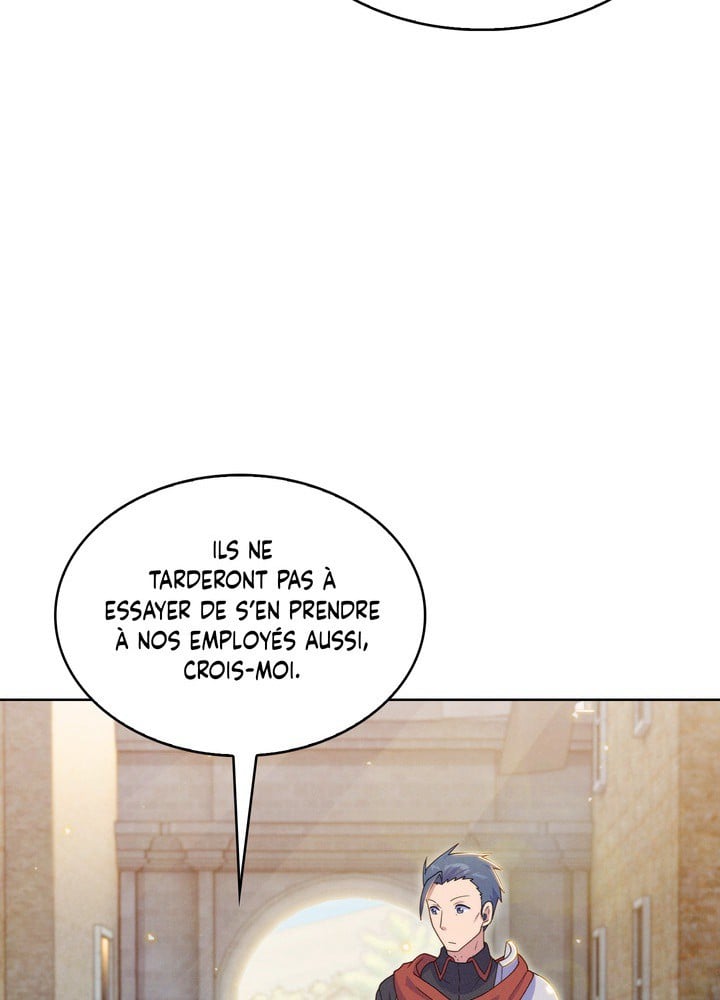 ILS NE
TARDERONT PAS À
ESSAYER DE S'EN PRENDRE
À NOS EMPLOYÉS AUSSI,
CROIS-MOI.